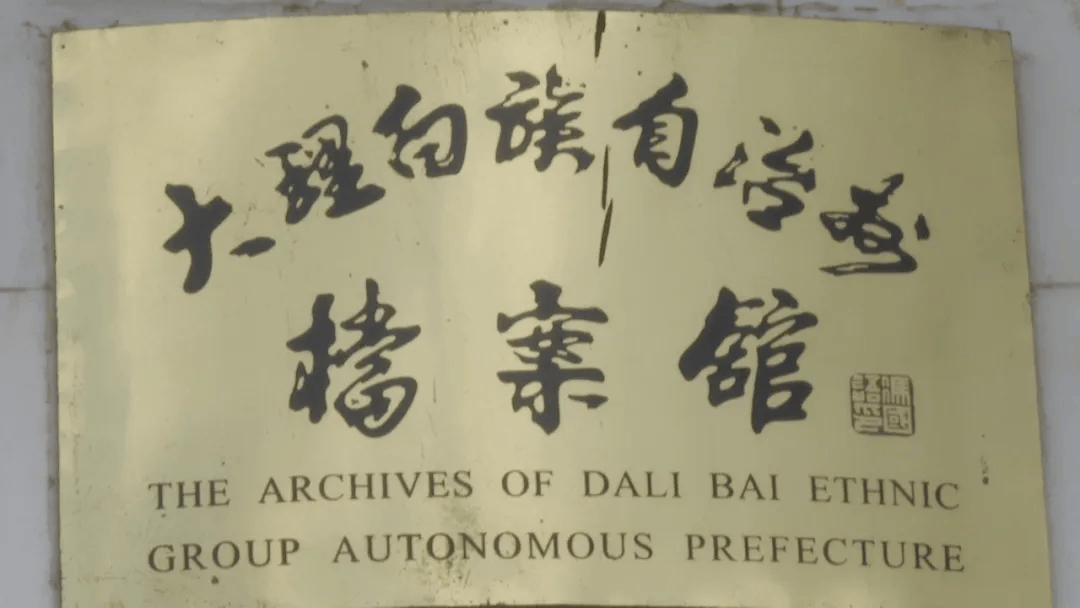 大理白族自治州
檔案館
THE ARCHIVES OF DALI BAI ETHNIC
GROUP AUTONOMOUS PREFECTURE